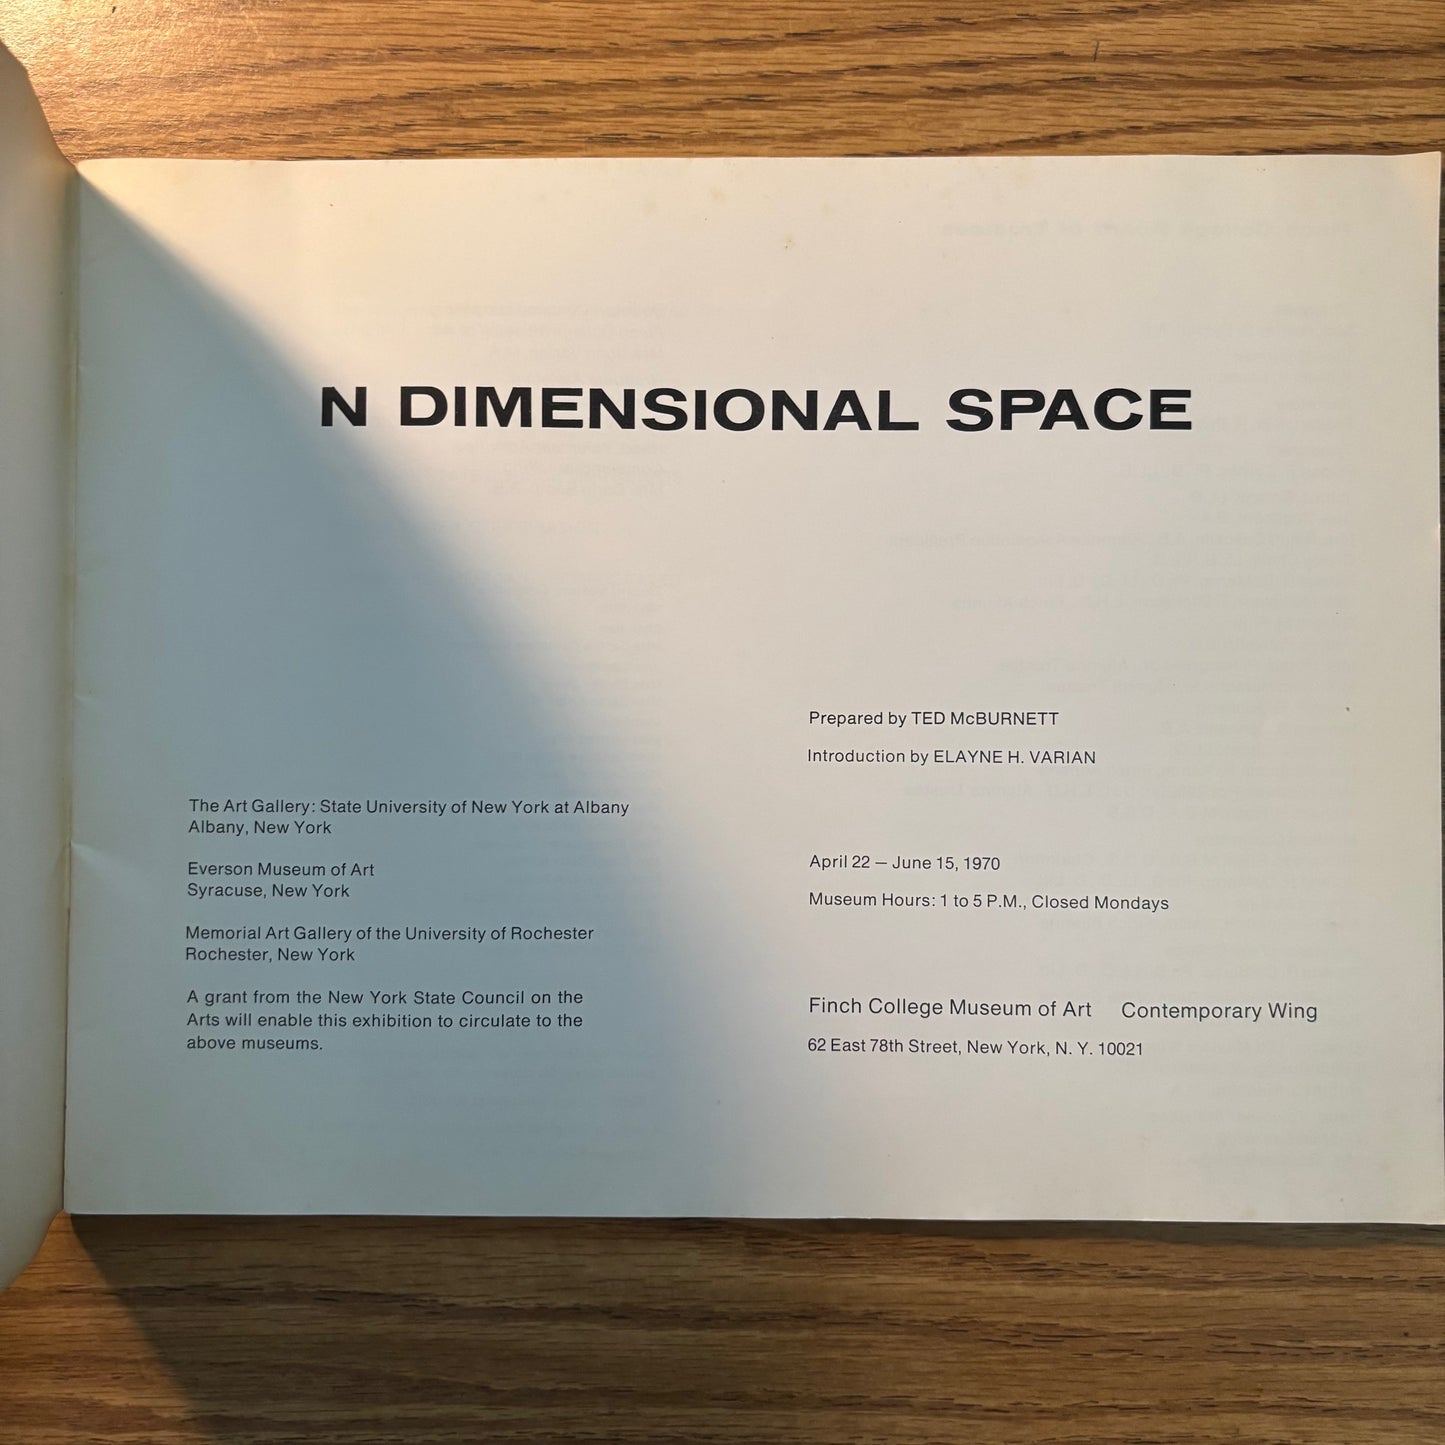 N DIMENSIONAL SPACE
Prepared by TED McBURNETT
Introduction by ELAYNE H. VARIAN
The Art Gallery: State University of New York at Albany
Albany, New York
Everson Museum of Art
Syracuse, New York
Memorial Art Gallery of the University of Rochester
Rochester, New York
A grant from the New York State Council on the
Arts will enable this exhibition to circulate to the
above museums.
April 22 — June 15, 1970
Museum Hours: 1 to 5 P.M., Closed Mondays
Finch College Museum of Art Contemporary Wing
62 East 78th Street, New York, N. Y. 10021